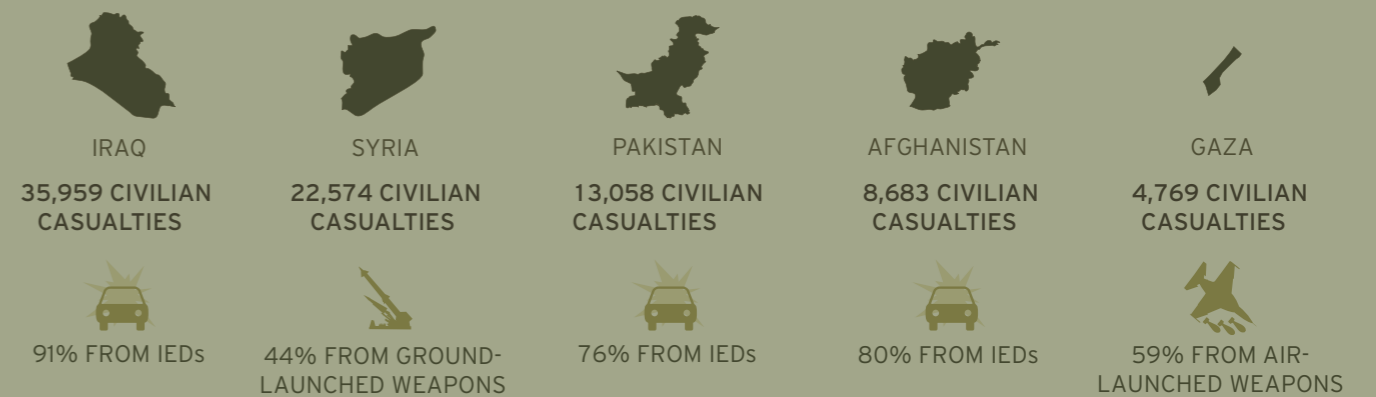 IRAQ
35,959 CIVILIAN
CASUALTIES
91% FROM IEDs
SYRIA
22,574 CIVILIAN
CASUALTIES
44% FROM GROUND-
LAUNCHED WEAPONS
PAKISTAN
13,058 CIVILIAN
CASUALTIES
76% FROM IEDs
AFGHANISTAN
8,683 CIVILIAN
CASUALTIES
80% FROM IEDs
GAZA
4,769 CIVILIAN
CASUALTIES
59% FROM AIR-
LAUNCHED WEAPONS